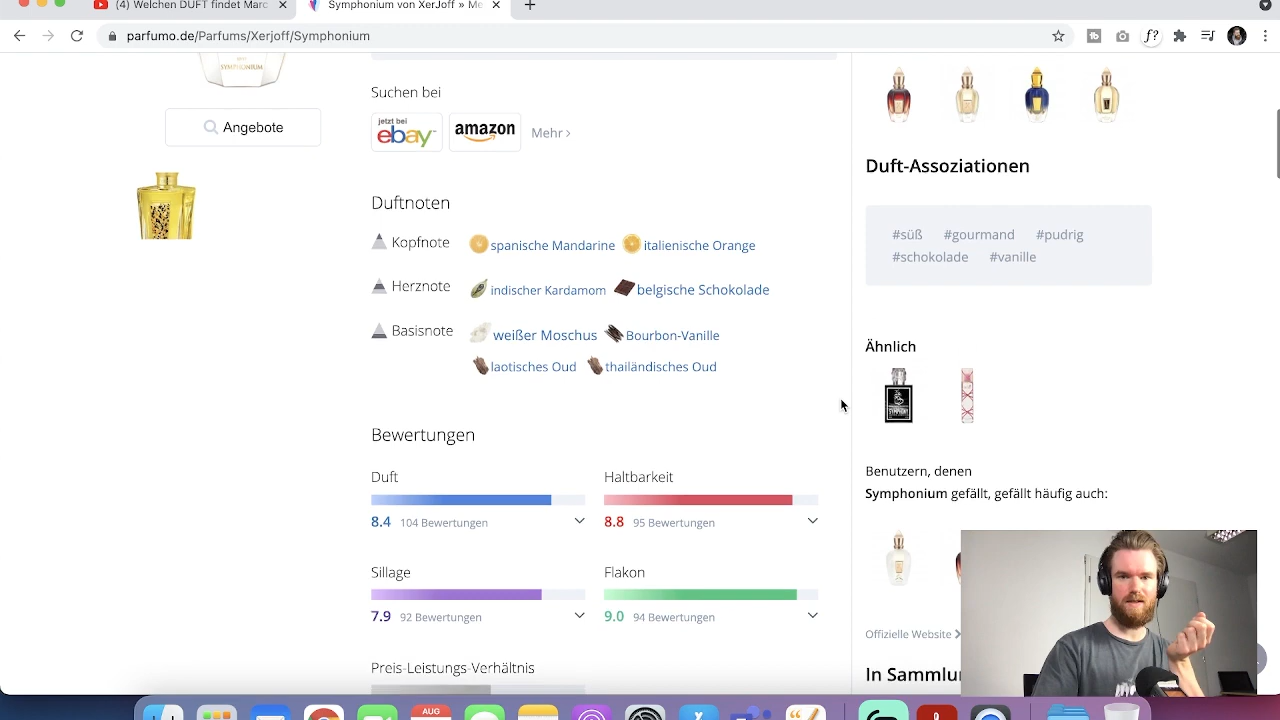 (4) Welchen DUFT findet Marc
Symphonium von XerJoff » Me
parfumo.de/Parfums/Xerjoff/Symphonium
SYMPHONIUM
Angebote
Suchen bei
jetzt bei
ebay
amazon
Mehr ›
Duftnoten
Kopfnote spanische Mandarine italienische Orange
Herznote indischer Kardamom belgische Schokolade
Basisnote weißer Moschus Bourbon-Vanille
laotisches Oud thailändisches Oud
Bewertungen
Duft
8.4 104 Bewertungen
Haltbarkeit
8.8 95 Bewertungen
Sillage
7.9 92 Bewertungen
Flakon
9.0 94 Bewertungen
Preis-Leistungs-Verhältnis
Duft-Assoziationen
#süß #gourmand #pudrig
#schokolade #vanille
Ähnlich
SYMPHONY
Benutzern, denen
Symphonium gefällt, gefällt häufig auch:
Offizielle Website
In Sammlu
AUG